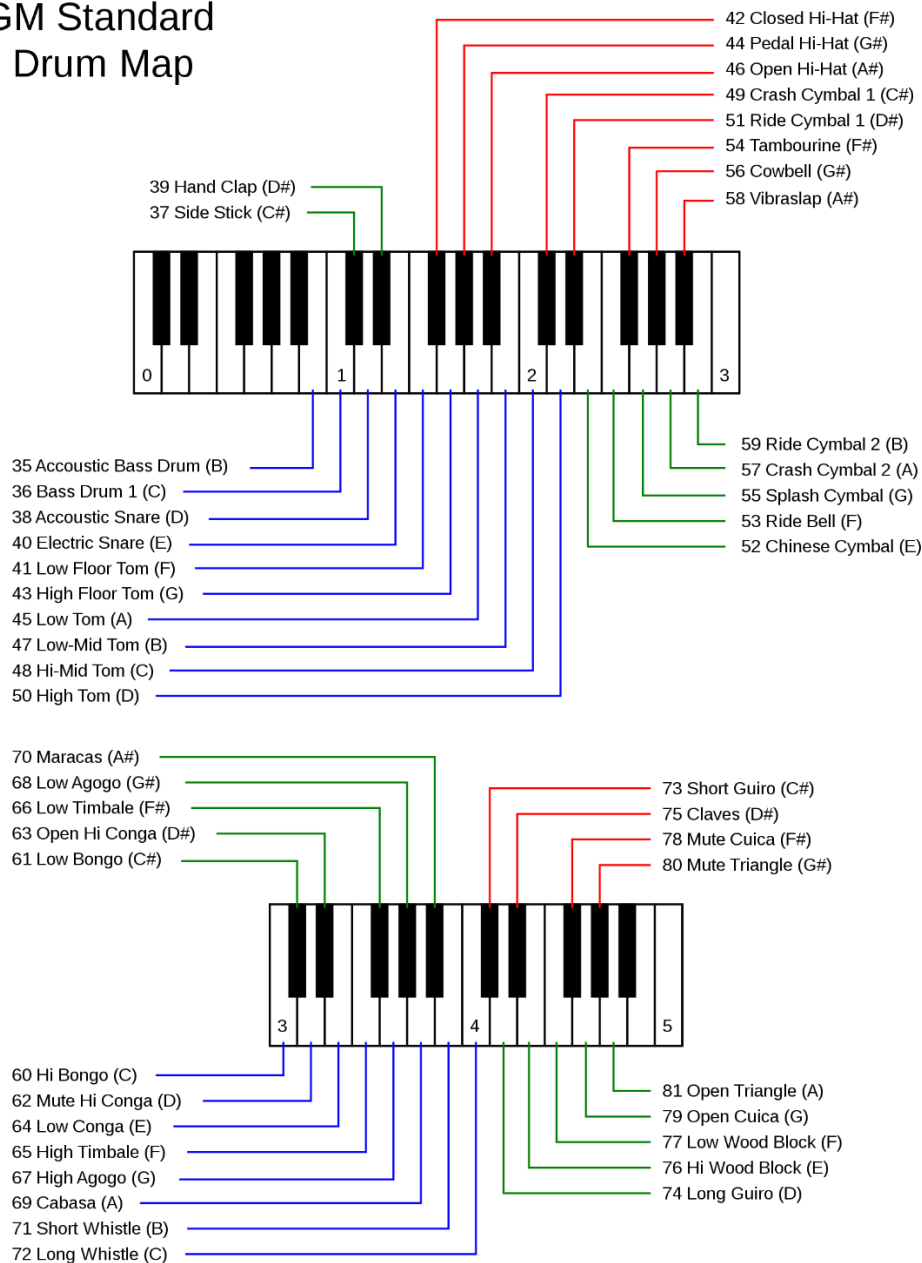 GM Standard
Drum Map
42 Closed Hi-Hat (F#)
44 Pedal Hi-Hat (G#)
46 Open Hi-Hat (A#)
49 Crash Cymbal 1 (C#)
51 Ride Cymbal 1 (D#)
54 Tambourine (F#)
56 Cowbell (G#)
58 Vibraslap (A#)
39 Hand Clap (D#)
37 Side Stick (C#)
0 1 2 3
35 Accoustic Bass Drum (B)
36 Bass Drum 1 (C)
38 Accoustic Snare (D)
40 Electric Snare (E)
41 Low Floor Tom (F)
43 High Floor Tom (G)
45 Low Tom (A)
47 Low-Mid Tom (B)
48 Hi-Mid Tom (C)
50 High Tom (D)
59 Ride Cymbal 2 (B)
57 Crash Cymbal 2 (A)
55 Splash Cymbal (G)
53 Ride Bell (F)
52 Chinese Cymbal (E)
70 Maracas (A#)
68 Low Agogo (G#)
66 Low Timbale (F#)
63 Open Hi Conga (D#)
61 Low Bongo (C#)
73 Short Guiro (C#)
75 Claves (D#)
78 Mute Cuica (F#)
80 Mute Triangle (G#)
3 4 5
60 Hi Bongo (C)
62 Mute Hi Conga (D)
64 Low Conga (E)
65 High Timbale (F)
67 High Agogo (G)
69 Cabasa (A)
71 Short Whistle (B)
72 Long Whistle (C)
81 Open Triangle (A)
79 Open Cuica (G)
77 Low Wood Block (F)
76 Hi Wood Block (E)
74 Long Guiro (D)